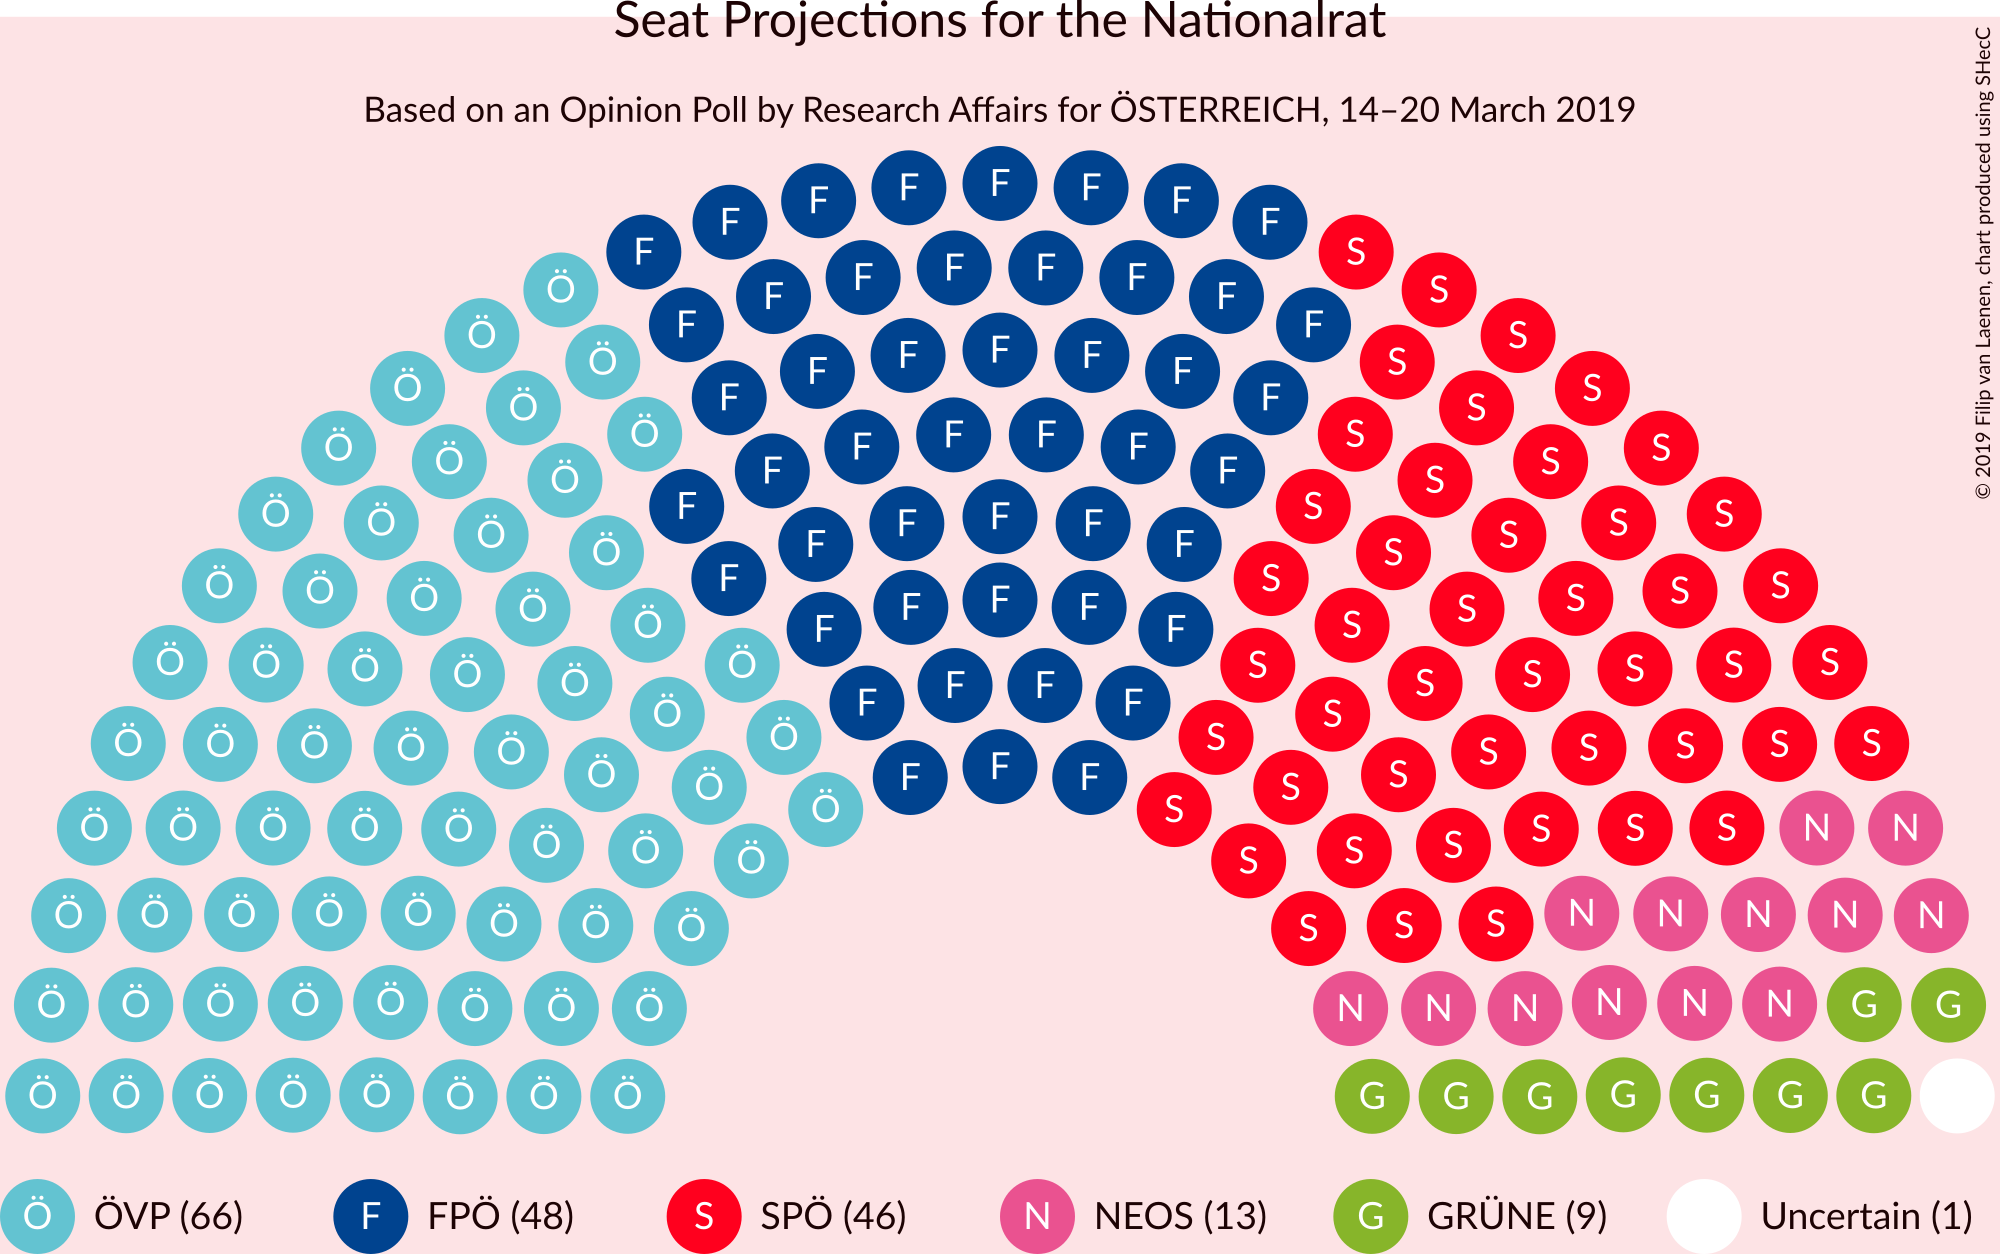 Seat Projections for the Nationalrat
Based on an Opinion Poll by Research Affairs for ÖSTERREICH, 14–20 March 2019
© 2019 Filip van Laenen, chart produced using SHecC
F F F F F F F F S S
Ö F F F F F F F F S
Ö Ö F F F F F F F S S
Ö Ö Ö F F F F F F S S S
Ö Ö Ö F F F F F F S S S S
Ö Ö Ö Ö F F F F F S S S S S
Ö Ö Ö Ö Ö F F F F F S S S S S
Ö Ö Ö Ö Ö Ö Ö F F F F S S S S S S S
Ö Ö Ö Ö Ö Ö Ö Ö F F F S S S S S S S S
Ö Ö Ö Ö Ö Ö Ö Ö Ö S S S S S S S N N
Ö Ö Ö Ö Ö Ö Ö Ö S S S N N N N N
Ö Ö Ö Ö Ö Ö Ö Ö N N N N N N G G
Ö Ö Ö Ö Ö Ö Ö Ö G G G G G G G
Ö ÖVP (66) F FPÖ (48) S SPÖ (46) N NEOS (13) G GRÜNE (9) Uncertain (1)